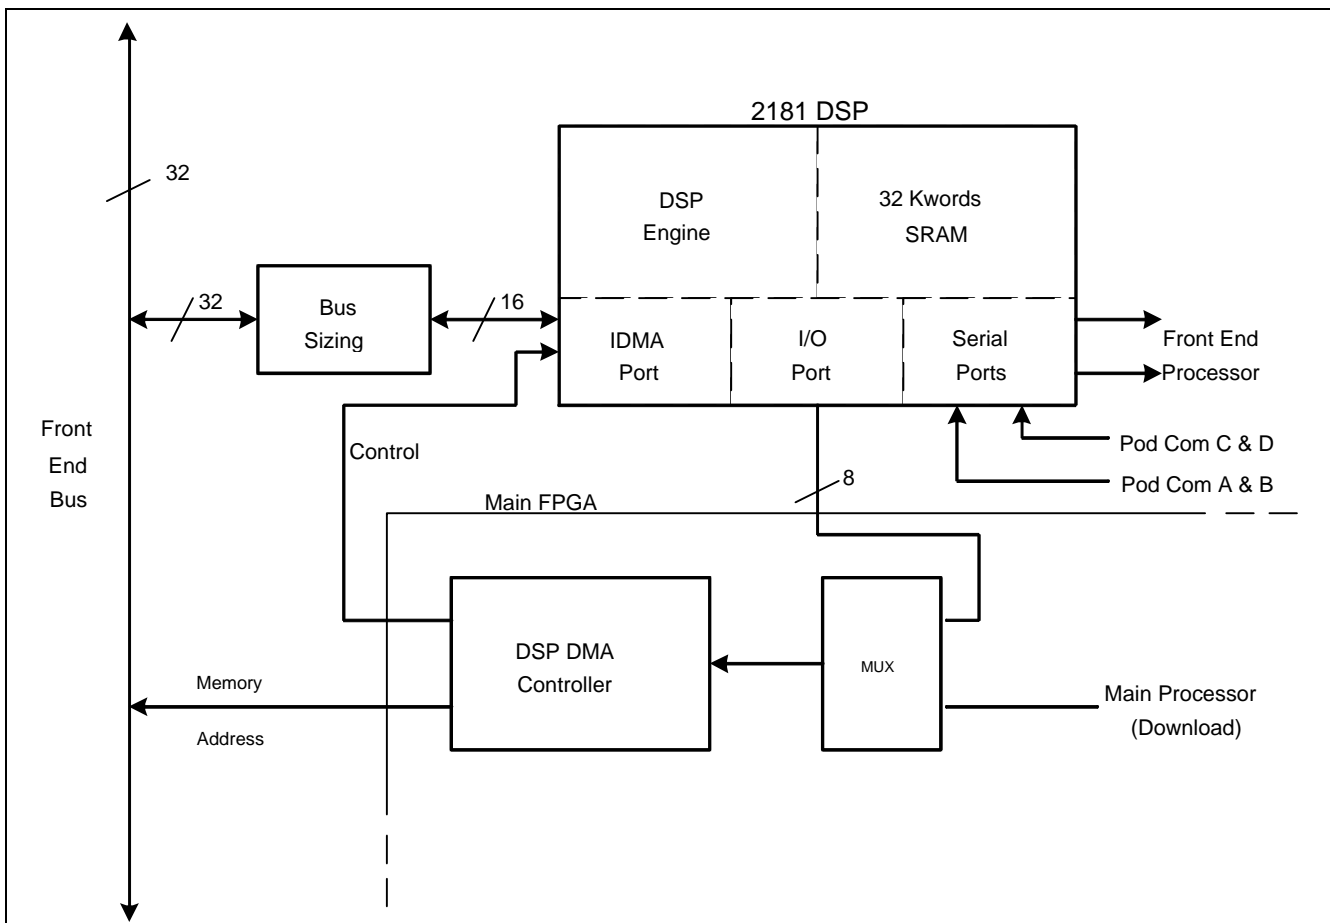 2181 DSP
32
DSP
Engine
32 Kwords
SRAM
32
Bus
Sizing
16
IDMA
Port
I/O
Port
Serial
Ports
Front End
Processor
Front
End
Bus
Control
Pod Com C & D
Pod Com A & B
8
Main FPGA
DSP DMA
Controller
MUX
Memory
Address
Main Processor
(Download)